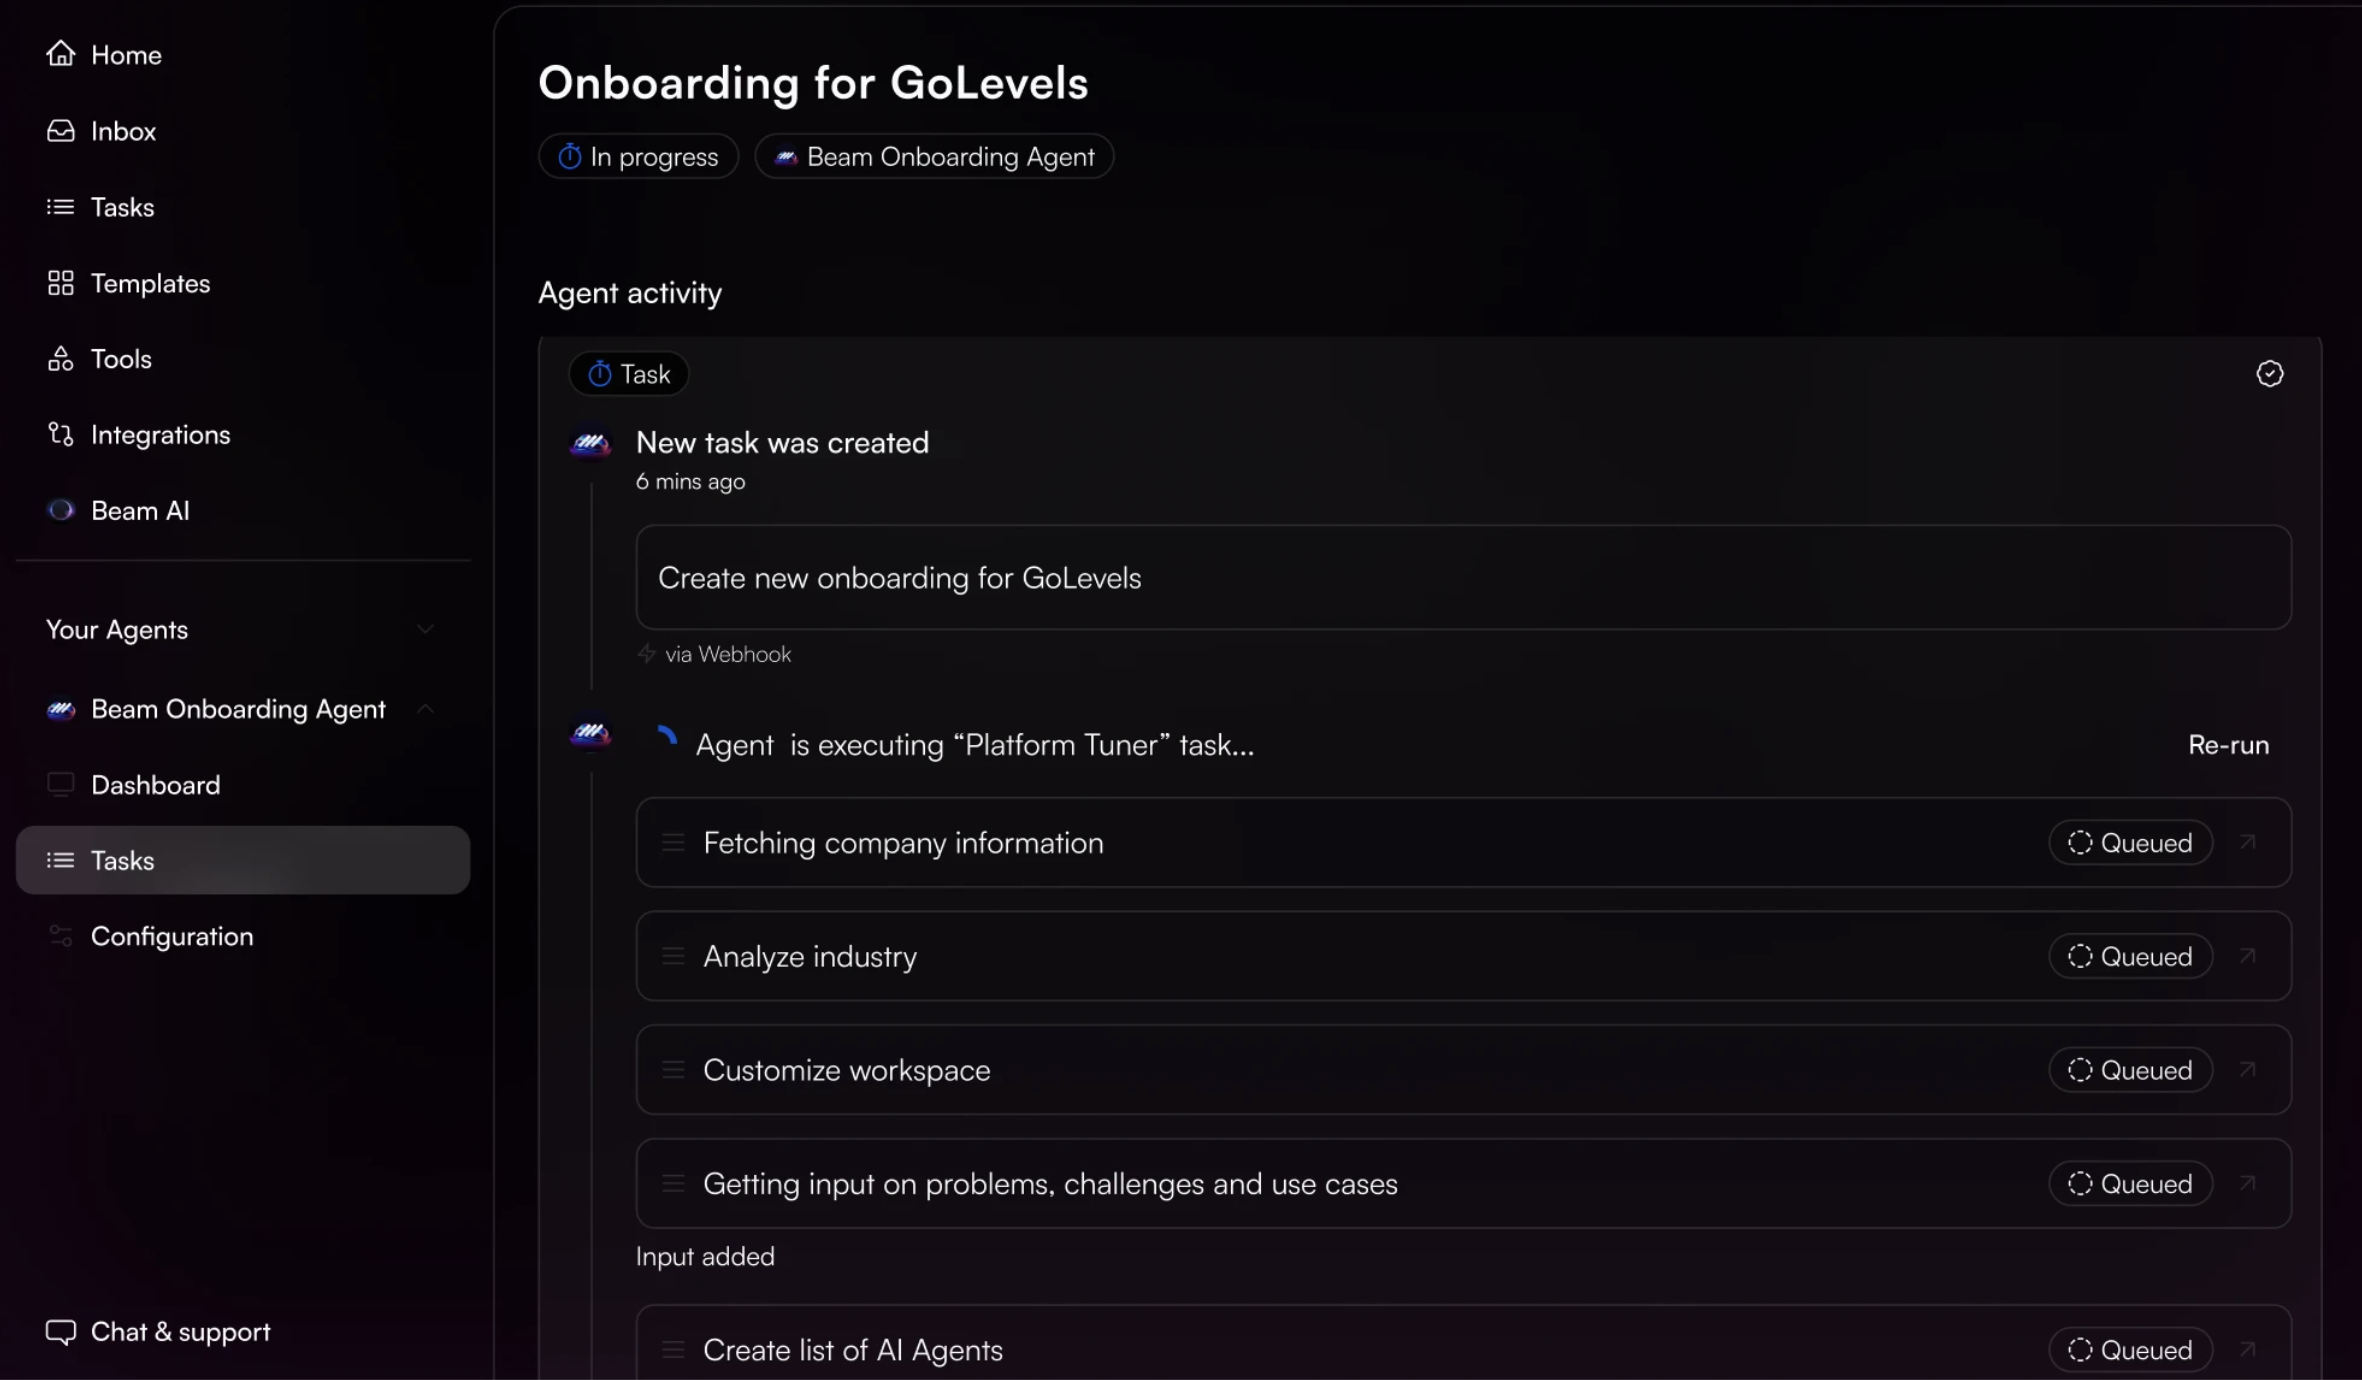 Home
Inbox
Tasks
Templates
Tools
Integrations
Beam AI
Your Agents
Beam Onboarding Agent
Dashboard
Tasks
Configuration
Chat & support
Onboarding for GoLevels
In progress
Beam Onboarding Agent
Agent activity
Task
New task was created
6 mins ago
Create new onboarding for GoLevels
via Webhook
Agent is executing “Platform Tuner” task...
Re-run
Fetching company information
Queued
Analyze industry
Queued
Customize workspace
Queued
Getting input on problems, challenges and use cases
Queued
Input added
Create list of AI Agents
Queued